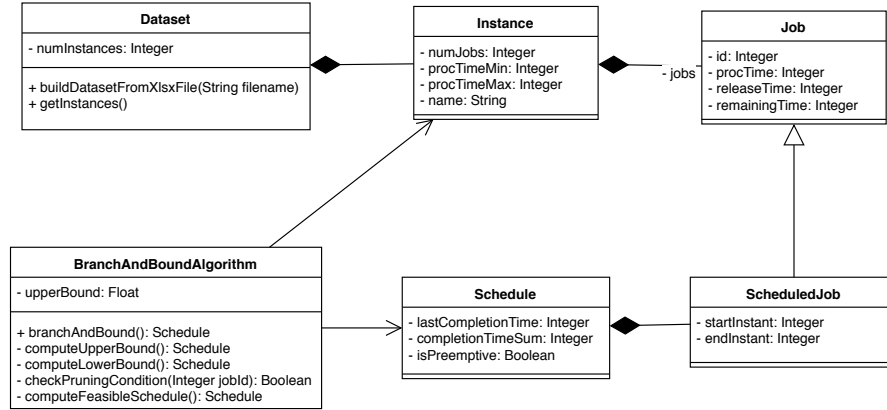 Dataset
- numInstances: Integer
+ buildDatasetFromXlsxFile(String filename)
+ getInstances()
Instance
- numJobs: Integer
- procTimeMin: Integer
- procTimeMax: Integer
- name: String
- jobs
Job
- id: Integer
- procTime: Integer
- releaseTime: Integer
- remainingTime: Integer
BranchAndBoundAlgorithm
- upperBound: Float
+ branchAndBound(): Schedule
- computeUpperBound(): Schedule
- computeLowerBound(): Schedule
- checkPruningCondition(Integer jobId): Boolean
- computeFeasibleSchedule(): Schedule
Schedule
- lastCompletionTime: Integer
- completionTimeSum: Integer
- isPreemptive: Boolean
ScheduledJob
- startInstant: Integer
- endInstant: Integer